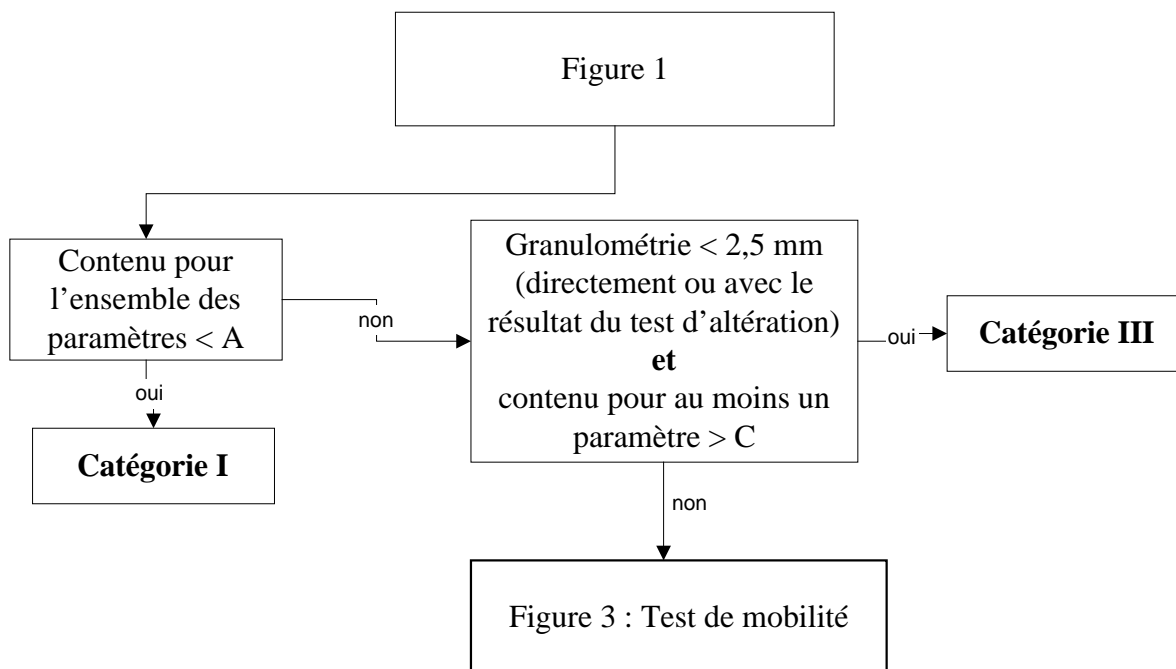 Figure 1
Contenu pour
l’ensemble des
paramètres < A
non
Granulométrie < 2,5 mm
(directement ou avec le
résultat du test d’altération)
et
contenu pour au moins un
paramètre > C
oui
Catégorie III
oui
Catégorie I
non
Figure 3 : Test de mobilité